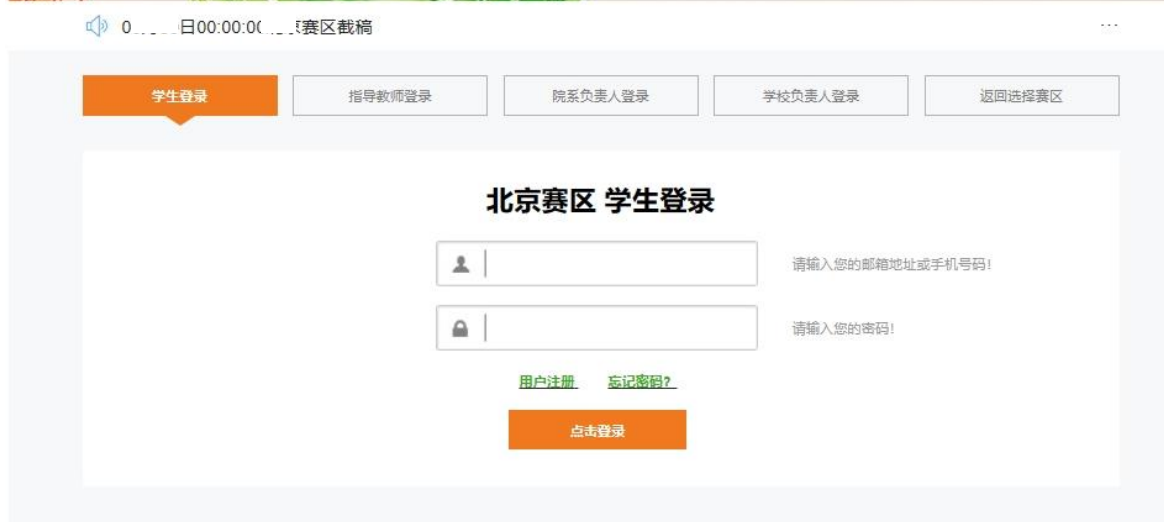 日00:00:0
赛区截稿
...
学生登录
指导教师登录
院系负责人登录
学校负责人登录
返回选择赛区
北京赛区 学生登录
请输入您的邮箱地址或手机号码!
请输入您的密码!
用户注册 忘记密码?
点击登录